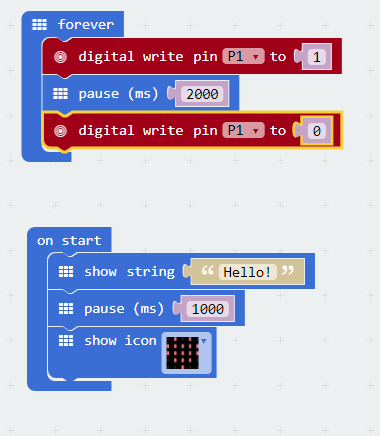 forever
digital write pin P1 to 1
pause (ms) 2000
digital write pin P1 to 0
on start
show string “ Hello! ”
pause (ms) 1000
show icon